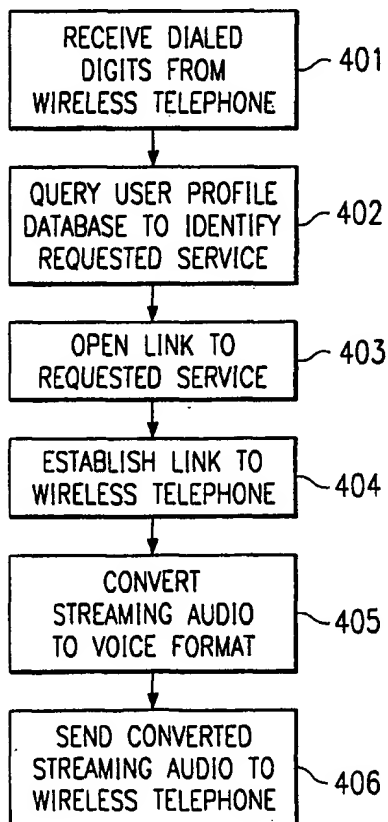 RECEIVE DIALED
DIGITS FROM
WIRELESS TELEPHONE
401
QUERY USER PROFILE
DATABASE TO IDENTIFY
REQUESTED SERVICE
402
OPEN LINK TO
REQUESTED SERVICE
403
ESTABLISH LINK TO
WIRELESS TELEPHONE
404
CONVERT
STREAMING AUDIO
TO VOICE FORMAT
405
SEND CONVERTED
STREAMING AUDIO TO
WIRELESS TELEPHONE
406